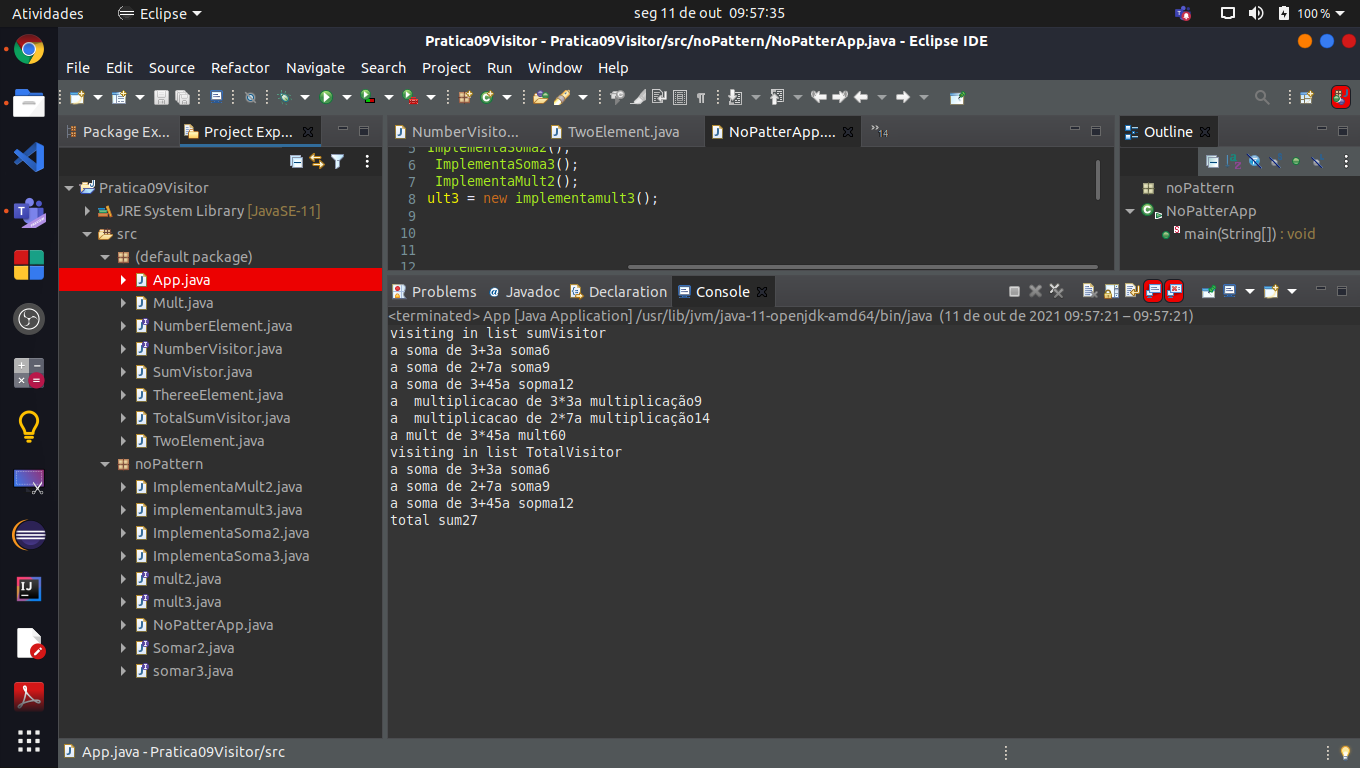 Atividades
Eclipse
seg 11 de out 09:57:35
100 %
Pratica09Visitor - Pratica09Visitor/src/noPattern/NoPatterApp.java - Eclipse IDE
File Edit Source Refactor Navigate Search Project Run Window Help
Package Ex...
Project Exp...
Pratica09Visitor
JRE System Library [JavaSE-11]
src
(default package)
App.java
Mult.java
NumberElement.java
NumberVisitor.java
SumVistor.java
ThereeElement.java
TotalSumVisitor.java
TwoElement.java
noPattern
ImplementaMult2.java
implementamult3.java
ImplementaSoma2.java
ImplementaSoma3.java
mult2.java
mult3.java
NoPatterApp.java
Somar2.java
somar3.java
NumberVisito...
TwoElement.java
NoPatterApp....
14
5 ImplementaSoma2();
6 ImplementaSoma3();
7 ImplementaMult2();
8 ult3 = new implementamult3();
9
10
11
12
Outline
noPattern
NoPatterApp
main(String[]) : void
Problems
Javadoc
Declaration
Console
<terminated> App [Java Application] /usr/lib/jvm/java-11-openjdk-amd64/bin/java (11 de out de 2021 09:57:21 – 09:57:21)
visiting in list sumVisitor
a soma de 3+3a soma6
a soma de 2+7a soma9
a soma de 3+45a sopma12
a  multiplicacao de 3*3a multiplicação9
a  multiplicacao de 2*7a multiplicação14
a mult de 3*45a mult60
visiting in list TotalVisitor
a soma de 3+3a soma6
a soma de 2+7a soma9
a soma de 3+45a sopma12
total sum27
App.java - Pratica09Visitor/src